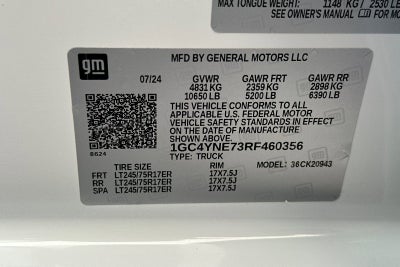 MAX TONGUE WEIGHT: 1148 KG / 2530 LB
SEE OWNER'S MANUAL FOR MO
gm
MFD BY GENERAL MOTORS LLC
07/24 GVWR GAWR FRT GAWR RR
4831 KG 2359 KG 2898 KG
10650 LB 5200 LB 6390 LB
THIS VEHICLE CONFORMS TO ALL
APPLICABLE U.S. FEDERAL MOTOR
VEHICLE SAFETY STANDARDS IN EFFECT ON
THE DATE OF MANUFACTURE SHOWN ABOVE.
1GC4YNE73RF460356
8624 TYPE: TRUCK MODEL: 36CK20943
TIRE SIZE RIM
FRT LT245/75R17ER 17X7.5J
RR LT245/75R17ER 17X7.5J
SPA LT245/75R17ER 17X7.5J